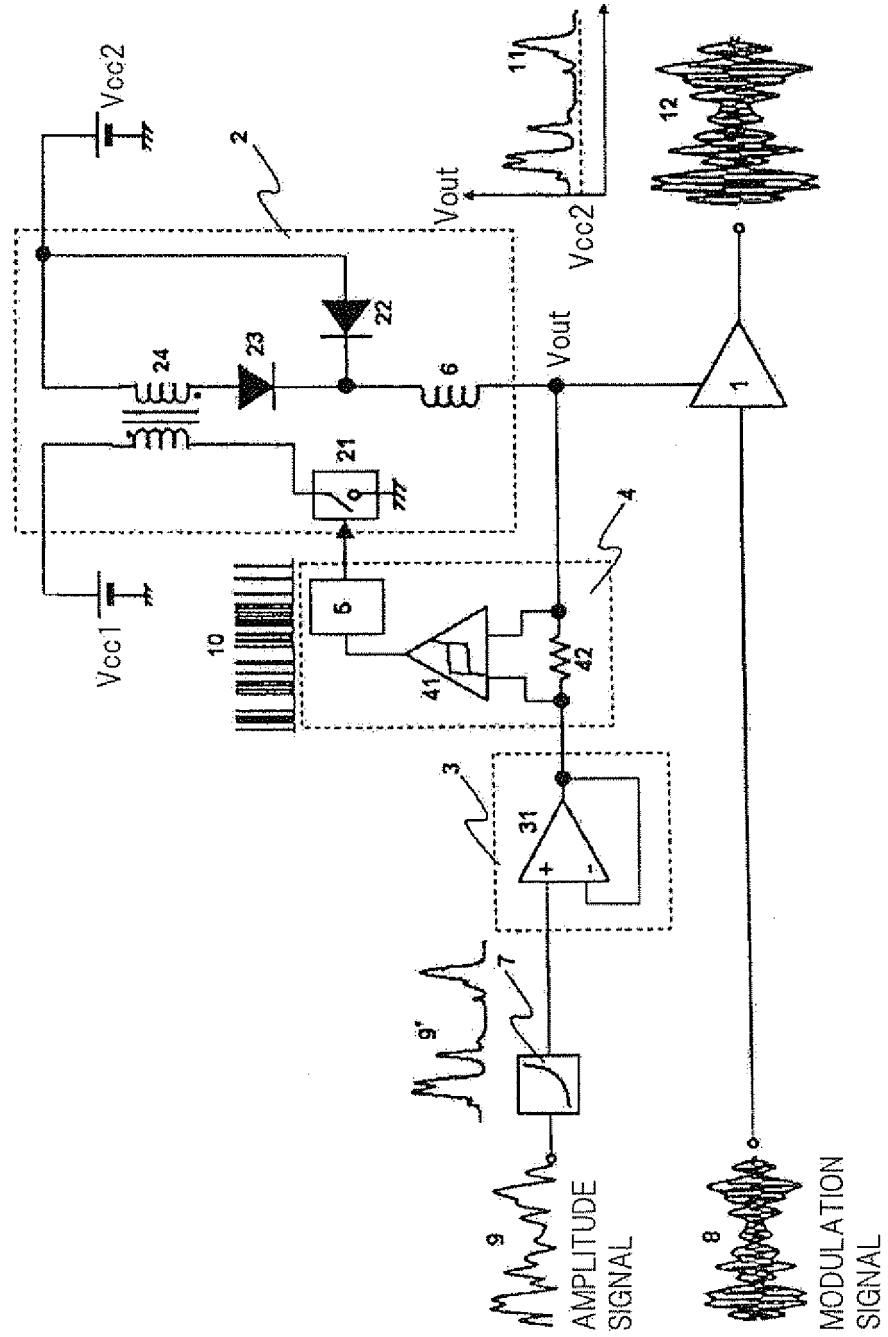 Vcc1
Vcc2
24
10
2
23
21
22
5
6
41
Vout
11
Vcc2
9'
3
9
7
31
+
-
42
4
Vout
AMPLITUDE
SIGNAL
8
12
1
MODULATION
SIGNAL